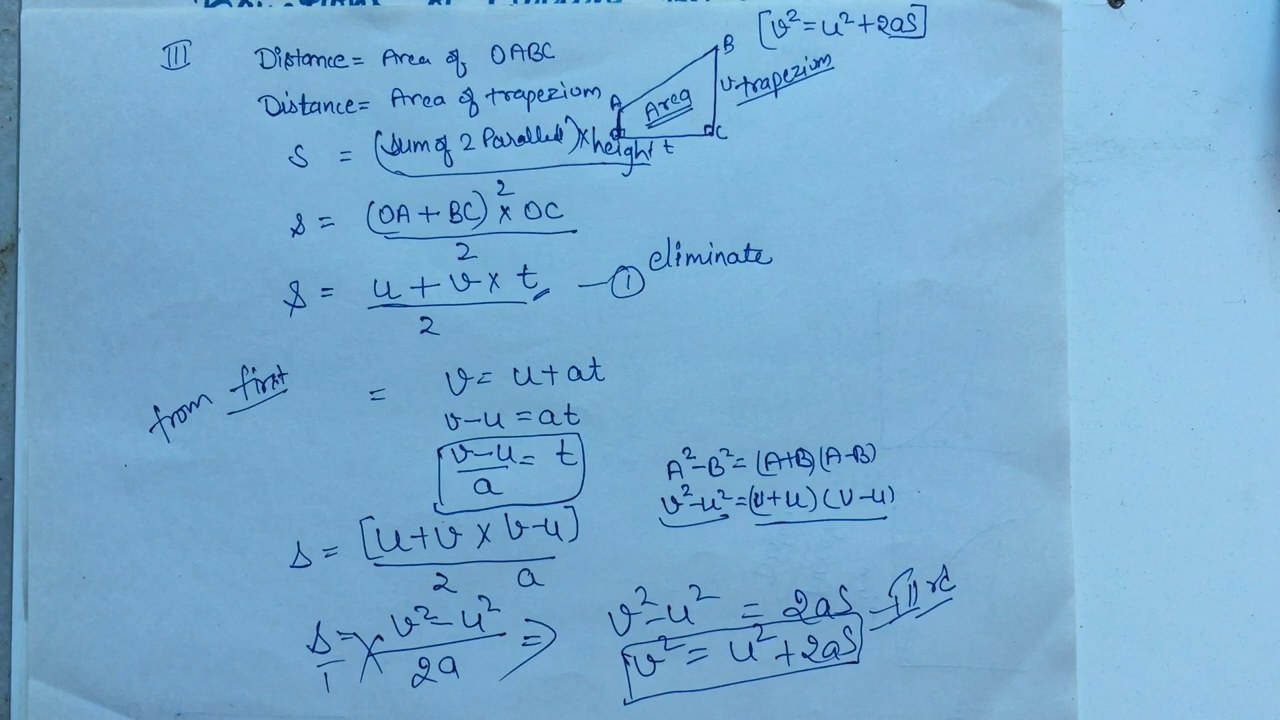 III
Distance = Area of OABC
[v² = u² + 2aS]
Distance = Area of trapezium
A
B
C
t
v
Area
trapezium
S = (Sum of 2 Parallel) × height
2
S = (OA + BC) × OC
2
S = u + v × t — ①
2
eliminate
from first
= v = u + at
v - u = at
v - u = t
a
A² - B² = (A+B) (A-B)
v² - u² = (v+u) (v-u)
S = [u + v × v - u]
2 a
S = v² - u² ⇒ v² - u² = 2aS
1 2a
v² = u² + 2aS